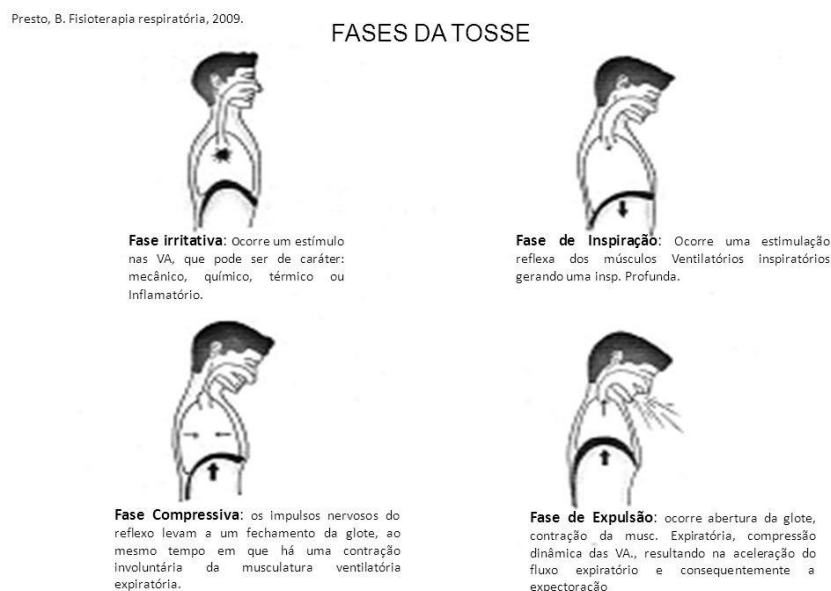 Presto, B. Fisioterapia respiratória, 2009.
FASES DA TOSSE
Fase irritativa: Ocorre um estímulo
nas VA, que pode ser de caráter:
mecânico, químico, térmico ou
Inflamatório.
Fase de Inspiração: Ocorre uma estimulação
reflexa dos músculos Ventilatórios inspiratórios
gerando uma insp. Profunda.
Fase Compressiva: os impulsos nervosos do
reflexo levam a um fechamento da glote, ao
mesmo tempo em que há uma contração
involuntária da musculatura ventilatória
expiratória.
Fase de Expulsão: ocorre abertura da glote,
contração da musc. Expiratória, compressão
dinâmica das VA., resultando na aceleração do
fluxo expiratório e consequentemente a
expectoração